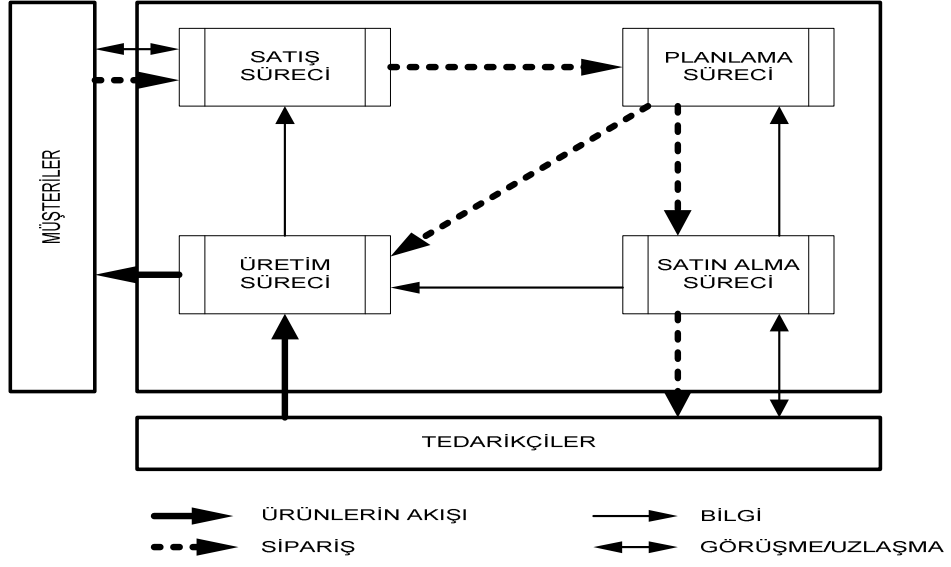 SATIŞ
SÜRECİ
PLANLAMA
SÜRECİ
MÜŞTERİLER
ÜRETİM
SÜRECİ
SATIN ALMA
SÜRECİ
TEDARİKÇİLER
ÜRÜNLERİN AKIŞI
BİLGİ
SİPARİŞ
GÖRÜŞME/UZLAŞMA